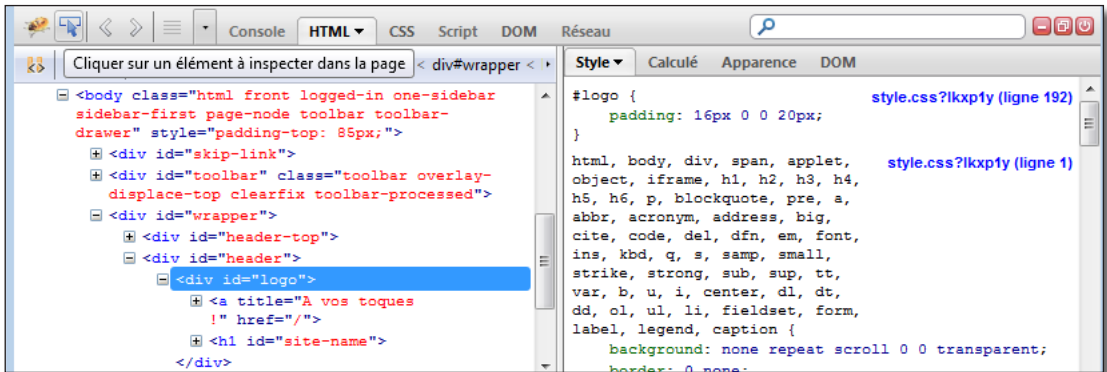 Console HTML CSS Script DOM Réseau
Cliquer sur un élément à inspecter dans la page < div#wrapper <
<body class="html front logged-in one-sidebar
sidebar-first page-node toolbar toolbar-
drawer" style="padding-top: 85px;">
<div id="skip-link">
<div id="toolbar" class="toolbar overlay-
displace-top clearfix toolbar-processed">
<div id="wrapper">
<div id="header-top">
<div id="header">
<div id="logo">
<a title="A vos toques
!" href="/">
<h1 id="site-name">
</div>
Style Calculé Apparence DOM
#logo { style.css?lkxp1y (ligne 192)
padding: 16px 0 0 20px;
}
html, body, div, span, applet, style.css?lkxp1y (ligne 1)
object, iframe, h1, h2, h3, h4,
h5, h6, p, blockquote, pre, a,
abbr, acronym, address, big,
cite, code, del, dfn, em, font,
ins, kbd, q, s, samp, small,
strike, strong, sub, sup, tt,
var, b, u, i, center, dl, dt,
dd, ol, ul, li, fieldset, form,
label, legend, caption {
background: none repeat scroll 0 0 transparent;
border: 0 none;